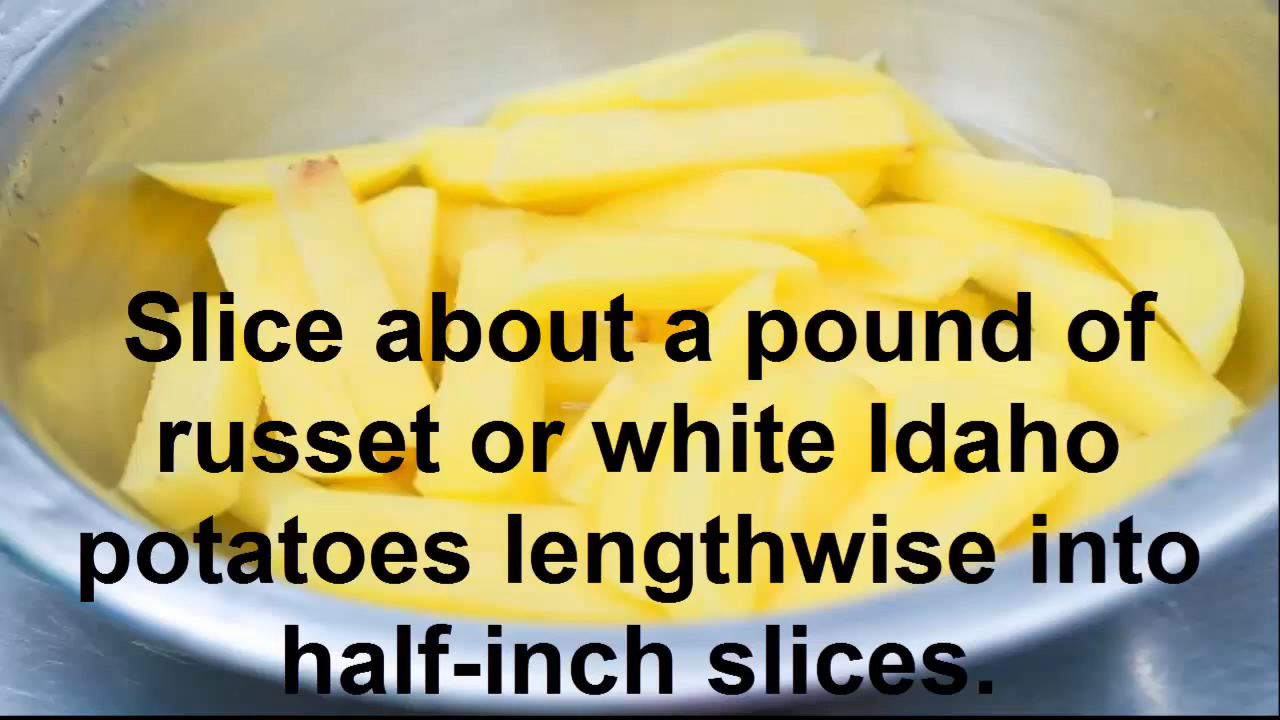 Slice about a pound of
russet or white Idaho
potatoes lengthwise into
half-inch slices.